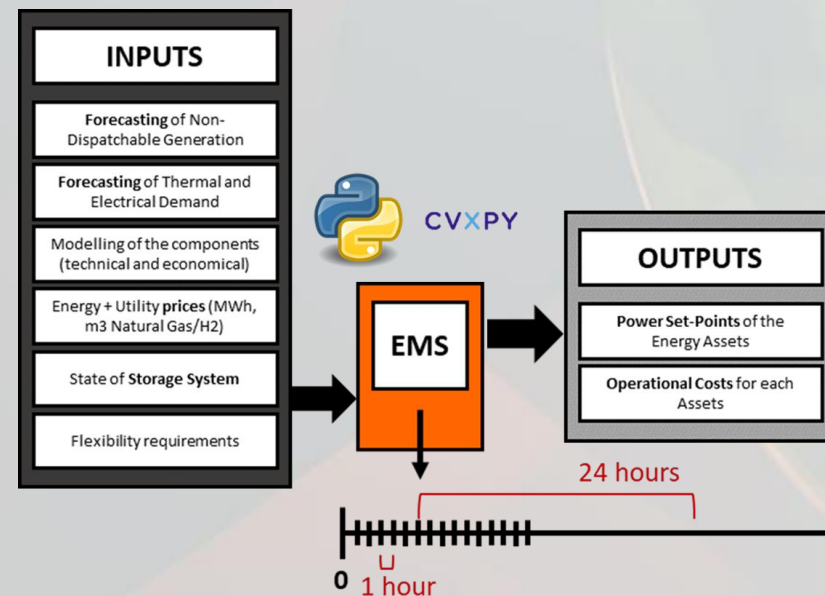 INPUTS
Forecasting of Non-
Dispatchable Generation
Forecasting of Thermal and
Electrical Demand
Modelling of the components
(technical and economical)
Energy + Utility prices (MWh,
m3 Natural Gas/H2)
State of Storage System
Flexibility requirements
CVXPY
EMS
OUTPUTS
Power Set-Points of the
Energy Assets
Operational Costs for each
Assets
24 hours
0
1 hour